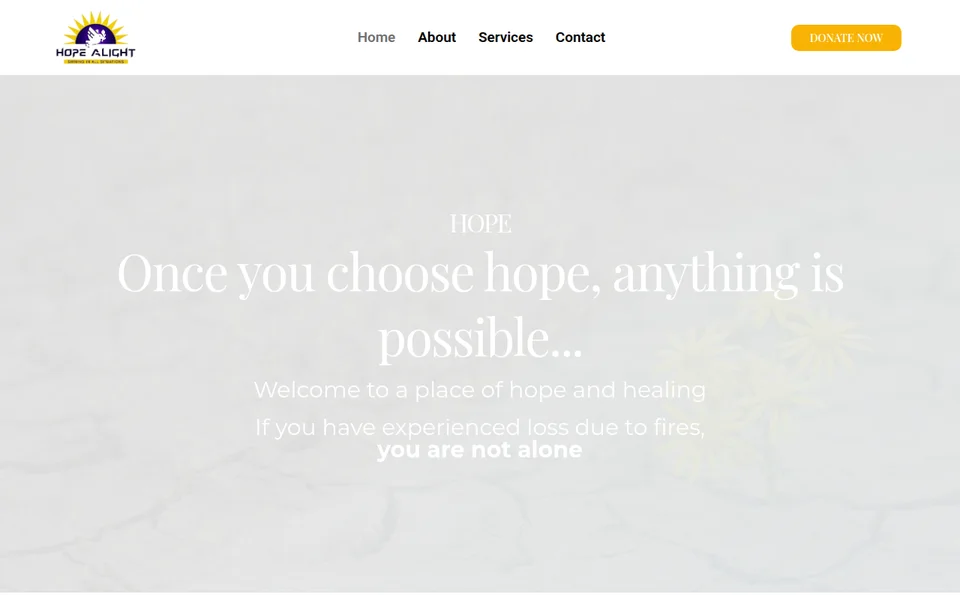 HOPE ALIGHT
Home
About
Services
Contact
DONATE NOW
HOPE
Once you choose hope, anything is
possible...
Welcome to a place of hope and healing
If you have experienced loss due to fires,
you are not alone